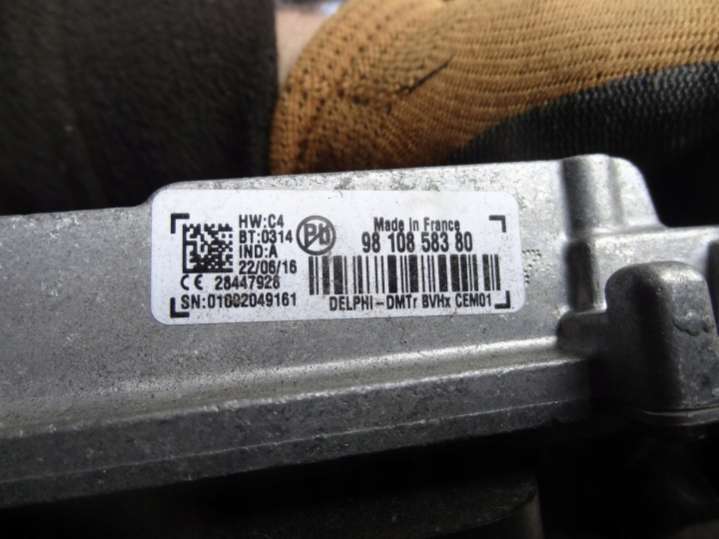 HW:C4
BT:0314
IND:A
22/06/16
CE 28447926
SN:01002049161
Pb
Made in France
98 108 583 80
DELPHI-DMTr BVHx CEM01